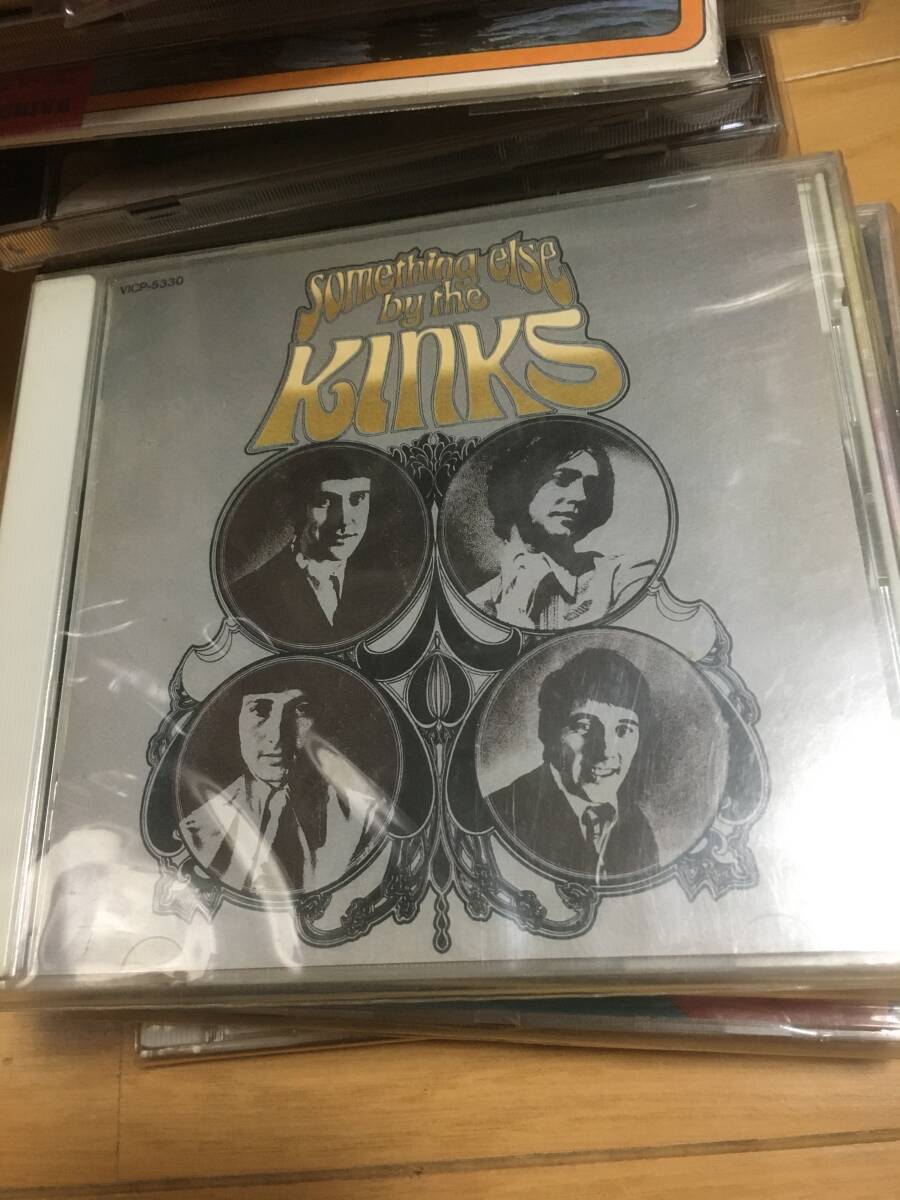 VICP-5330
something else
by the
KINKS